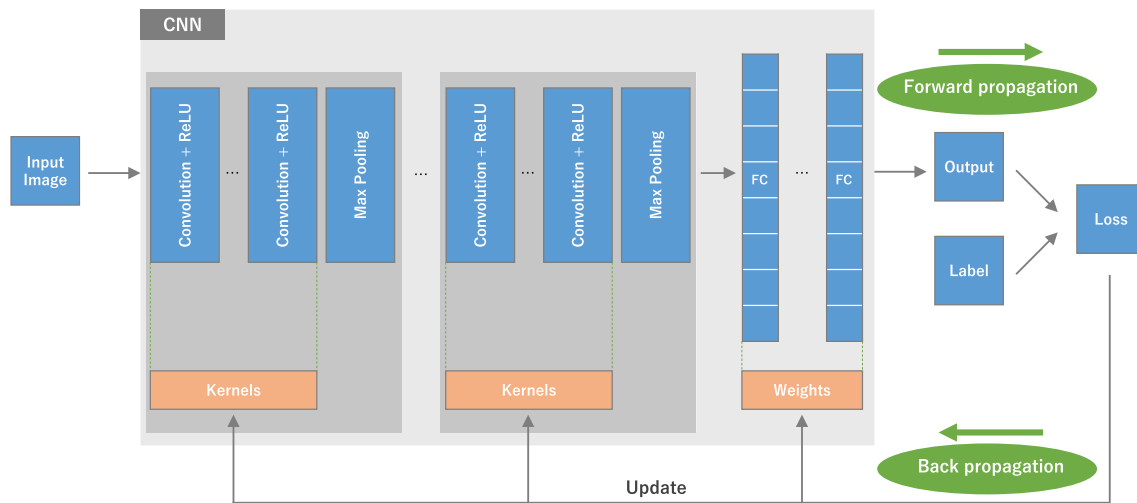 CNN
Forward propagation
Input
Image
Convolution + ReLU
...
Convolution + ReLU
Max Pooling
...
Convolution + ReLU
...
Convolution + ReLU
Max Pooling
FC
...
FC
Output
Label
Loss
Kernels
Kernels
Weights
Back propagation
Update